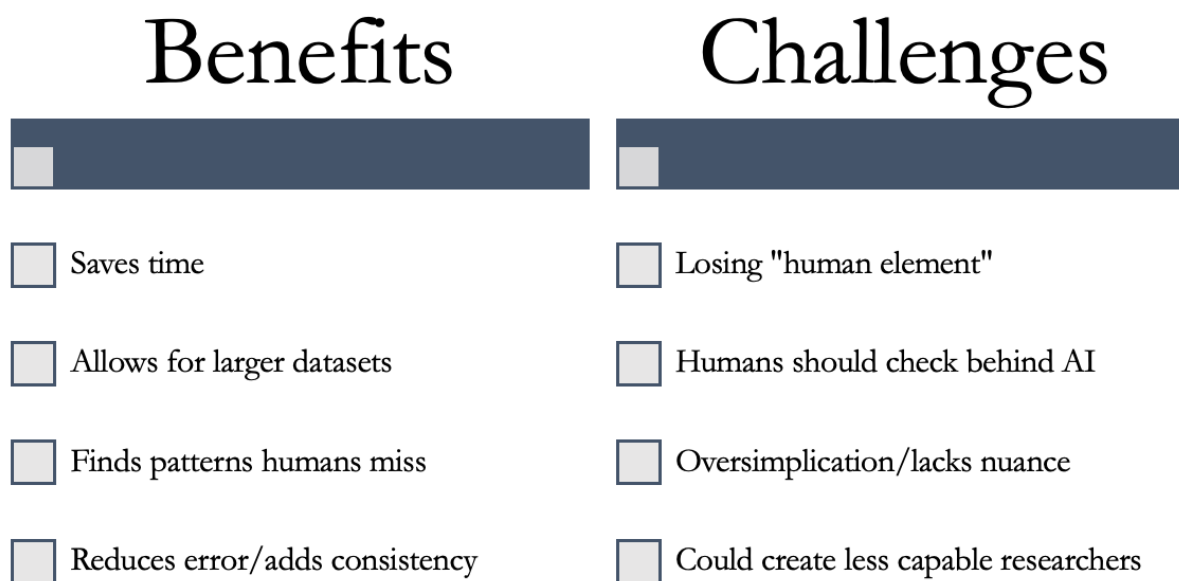 Benefits
Saves time
Allows for larger datasets
Finds patterns humans miss
Reduces error/adds consistency
Challenges
Losing "human element"
Humans should check behind AI
Oversimplication/lacks nuance
Could create less capable researchers